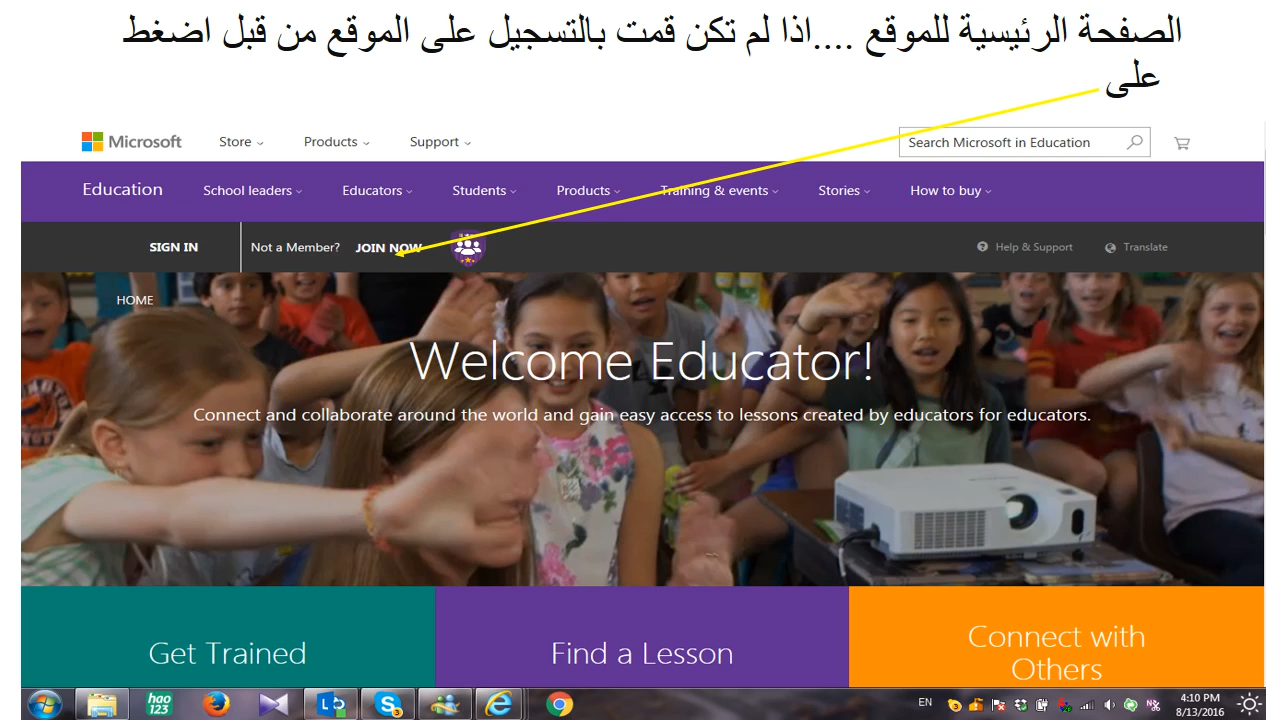 الصفحة الرئيسية للموقع ....اذا لم تكن قمت بالتسجيل على الموقع من قبل اضغط
على
Microsoft Store Products Support Search Microsoft in Education
Education School leaders Educators Students Products Training & events Stories How to buy
SIGN IN Not a Member? JOIN NOW Help & Support Translate
HOME
Welcome Educator!
Connect and collaborate around the world and gain easy access to lessons created by educators for educators.
Get Trained Find a Lesson Connect with
Others
hao
123
EN 4:10 PM
8/13/2016